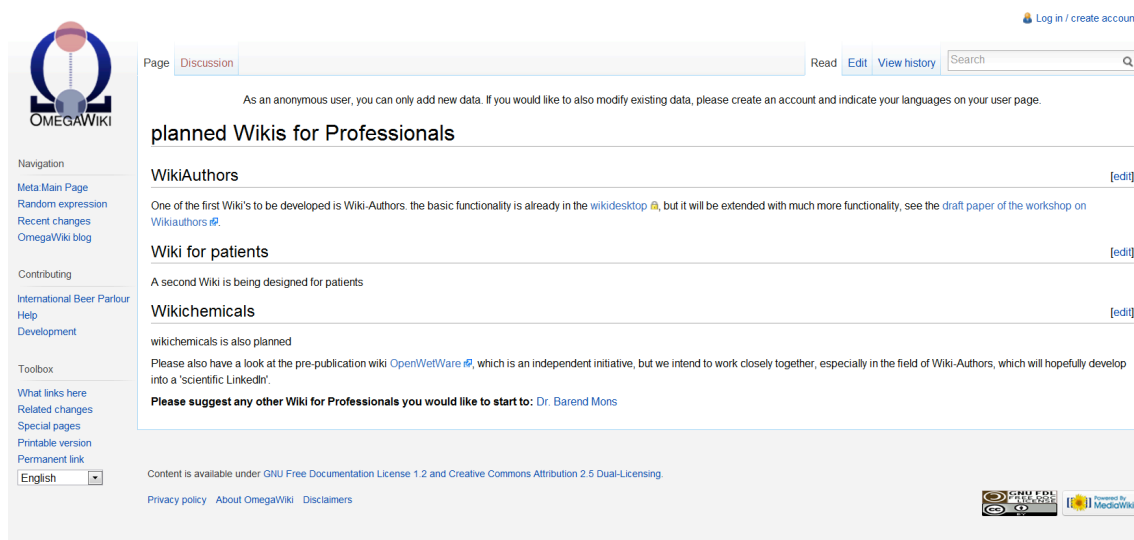 Log in / create accoun
Page Discussion
Read Edit View history Search
OMEGAWIKI
As an anonymous user, you can only add new data. If you would like to also modify existing data, please create an account and indicate your languages on your user page.
planned Wikis for Professionals
Navigation
Meta:Main Page
Random expression
Recent changes
OmegaWiki blog
Contributing
International Beer Parlour
Help
Development
Toolbox
What links here
Related changes
Special pages
Printable version
Permanent link
English
WikiAuthors [edit]
One of the first Wiki's to be developed is Wiki-Authors. the basic functionality is already in the wikidesktop, but it will be extended with much more functionality, see the draft paper of the workshop on
Wikiauthors.
Wiki for patients [edit]
A second Wiki is being designed for patients
Wikichemicals [edit]
wikichemicals is also planned
Please also have a look at the pre-publication wiki OpenWetWare, which is an independent initiative, but we intend to work closely together, especially in the field of Wiki-Authors, which will hopefully develop
into a 'scientific LinkedIn'.
Please suggest any other Wiki for Professionals you would like to start to: Dr. Barend Mons
Content is available under GNU Free Documentation License 1.2 and Creative Commons Attribution 2.5 Dual-Licensing.
Privacy policy About OmegaWiki Disclaimers
GNU FDL
FREE DOC
LICENSE
CC
BY
Powered By
MediaWiki